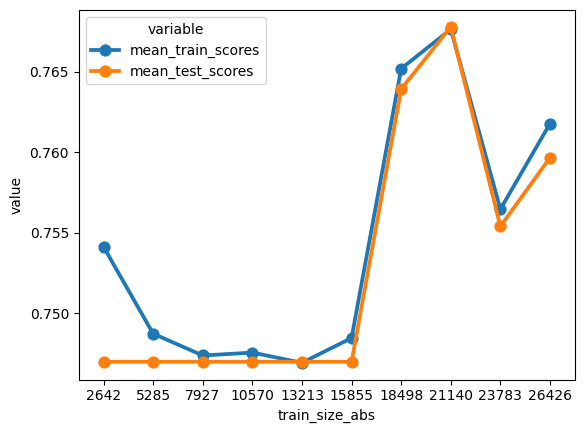 variable
mean_train_scores
mean_test_scores
0.765
0.760
0.755
0.750
value
2642 5285 7927 10570 13213 15855 18498 21140 23783 26426
train_size_abs